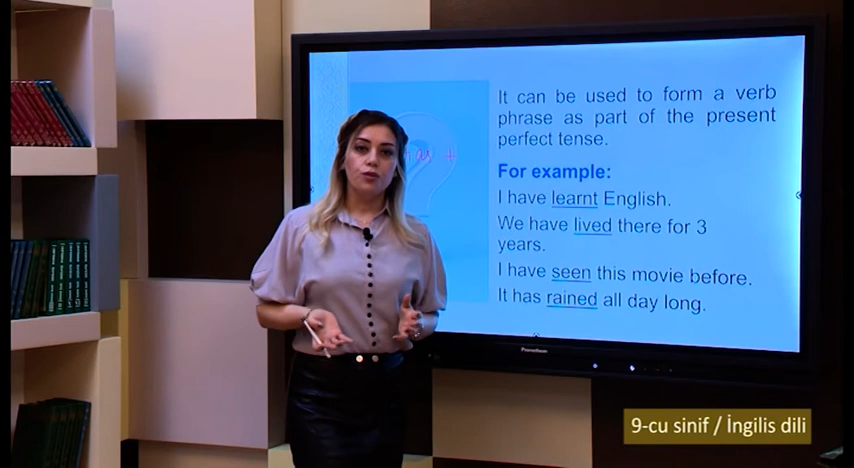 It can be used to form a verb
phrase as part of the present
perfect tense.
For example:
I have learnt English.
We have lived there for 3
years.
I have seen this movie before.
It has rained all day long.
Promethean
9-cu sinif / İngilis dili